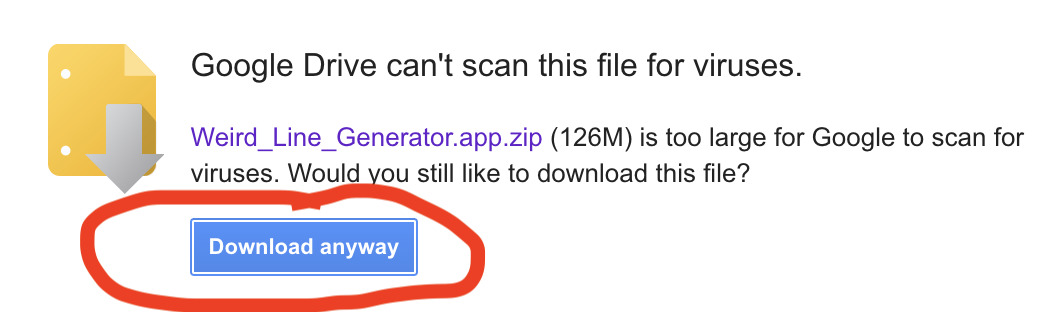 Google Drive can't scan this file for viruses.
Weird_Line_Generator.app.zip (126M) is too large for Google to scan for
viruses. Would you still like to download this file?
Download anyway